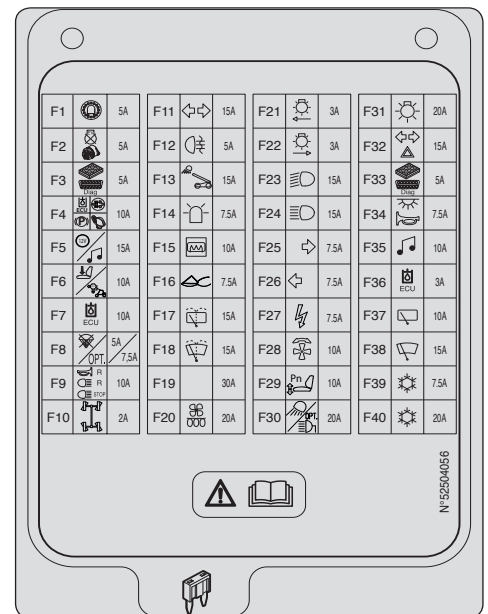 F1 5A F11 15A F21 3A F31 20A
F2 5A F12 5A F22 3A F32 15A
F3 Diag 5A F13 15A F23 15A F33 Diag 5A
F4 ECU P 10A F14 7.5A F24 15A F34 7.5A
F5 12V 15A F15 10A F25 7.5A F35 10A
F6 10A F16 7.5A F26 7.5A F36 ECU 3A
F7 ECU 10A F17 15A F27 7.5A F37 10A
F8 OPT. 5A/7,5A F18 15A F28 10A F38 15A
F9 R R STOP 10A F19 30A F29 Pn 10A F39 7.5A
F10 2A F20 20A F30 OPT. 20A F40 20A
N°52504056